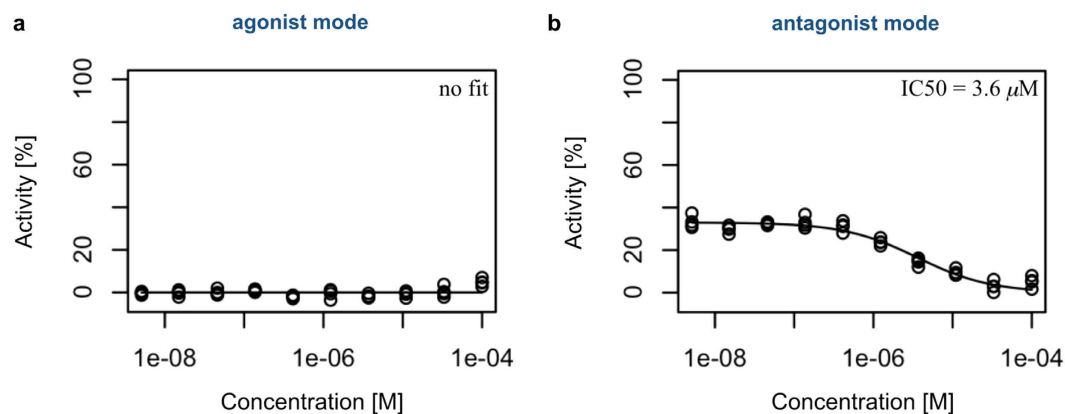 a
agonist mode
Activity [%]
100
60
20
0
no fit
1e-08
1e-06
1e-04
Concentration [M]
b
antagonist mode
Activity [%]
100
60
20
0
IC50 = 3.6 μM
1e-08
1e-06
1e-04
Concentration [M]